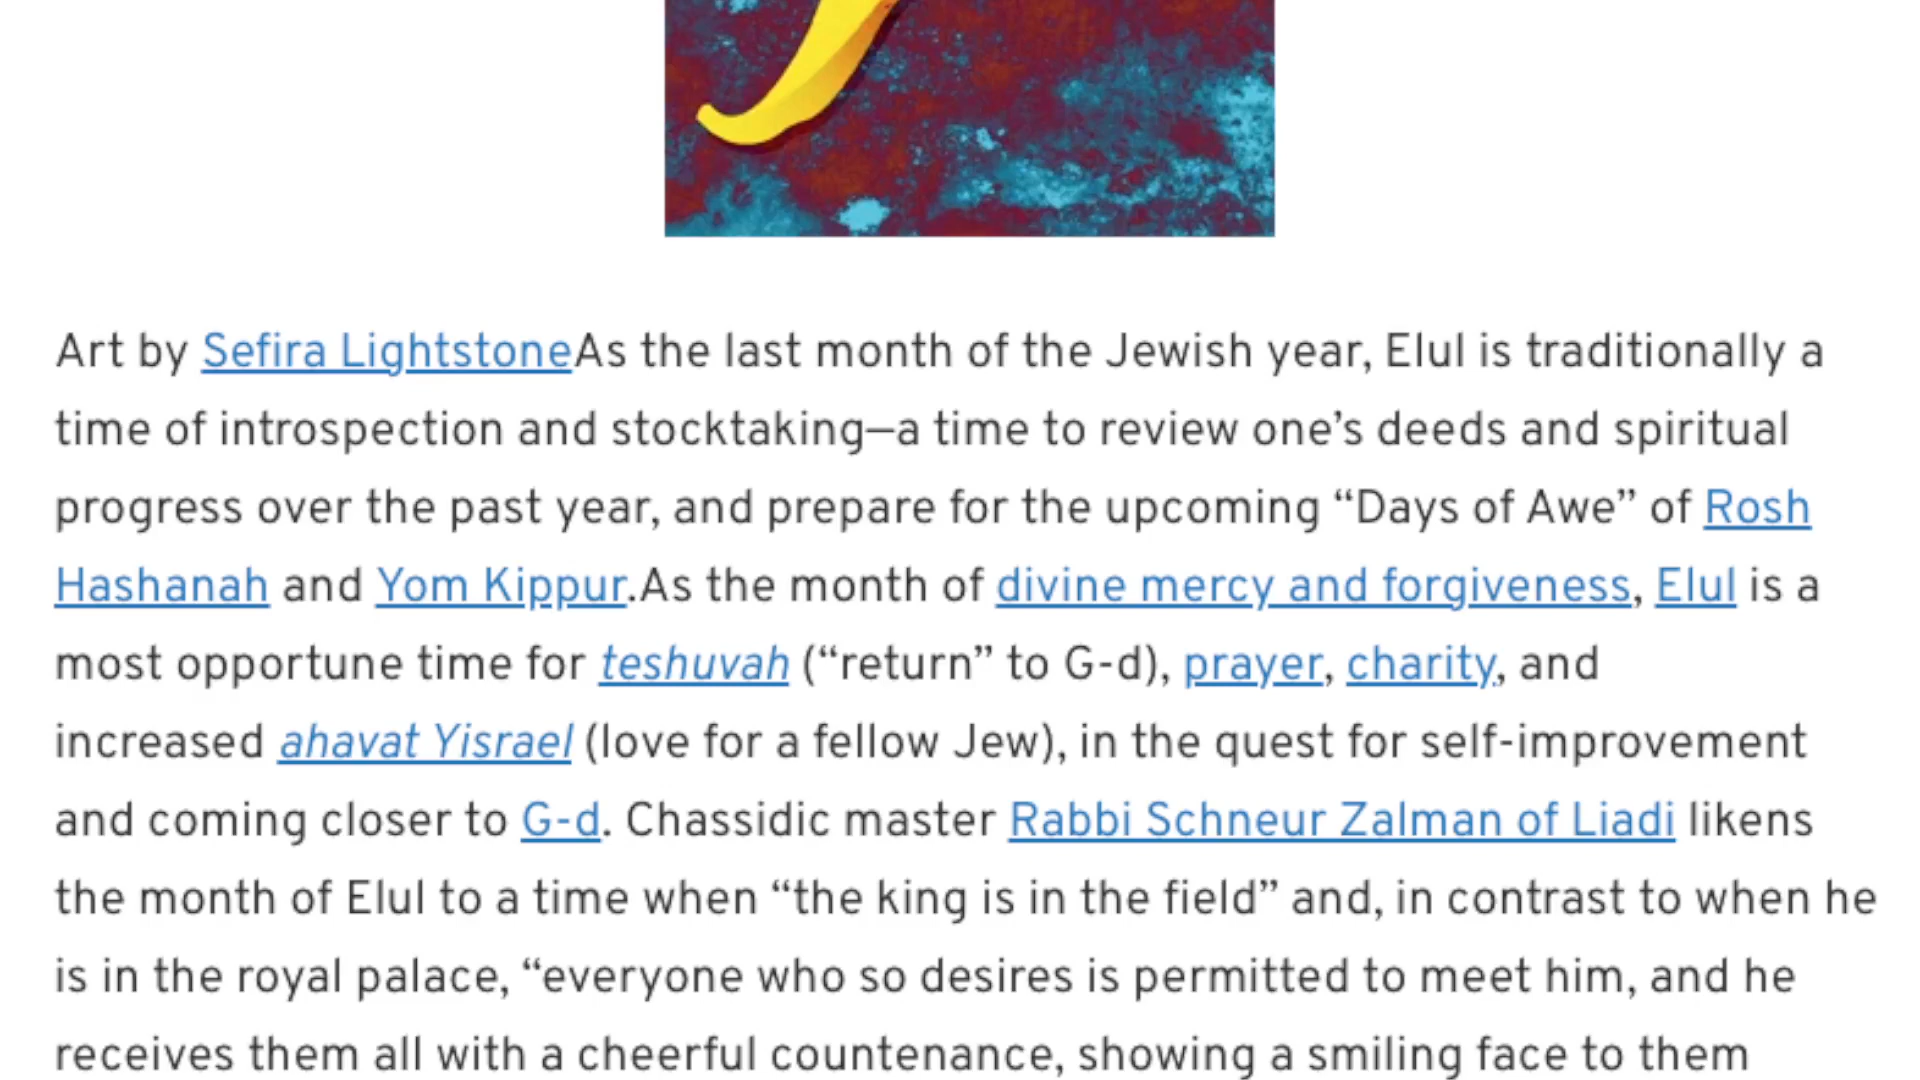 Art by Sefira LightstoneAs the last month of the Jewish year, Elul is traditionally a
time of introspection and stocktaking—a time to review one’s deeds and spiritual
progress over the past year, and prepare for the upcoming “Days of Awe” of Rosh
Hashanah and Yom Kippur.As the month of divine mercy and forgiveness, Elul is a
most opportune time for teshuvah (“return” to G-d), prayer, charity, and
increased ahavat Yisrael (love for a fellow Jew), in the quest for self-improvement
and coming closer to G-d. Chassidic master Rabbi Schneur Zalman of Liadi likens
the month of Elul to a time when “the king is in the field” and, in contrast to when he
is in the royal palace, “everyone who so desires is permitted to meet him, and he
receives them all with a cheerful countenance, showing a smiling face to them